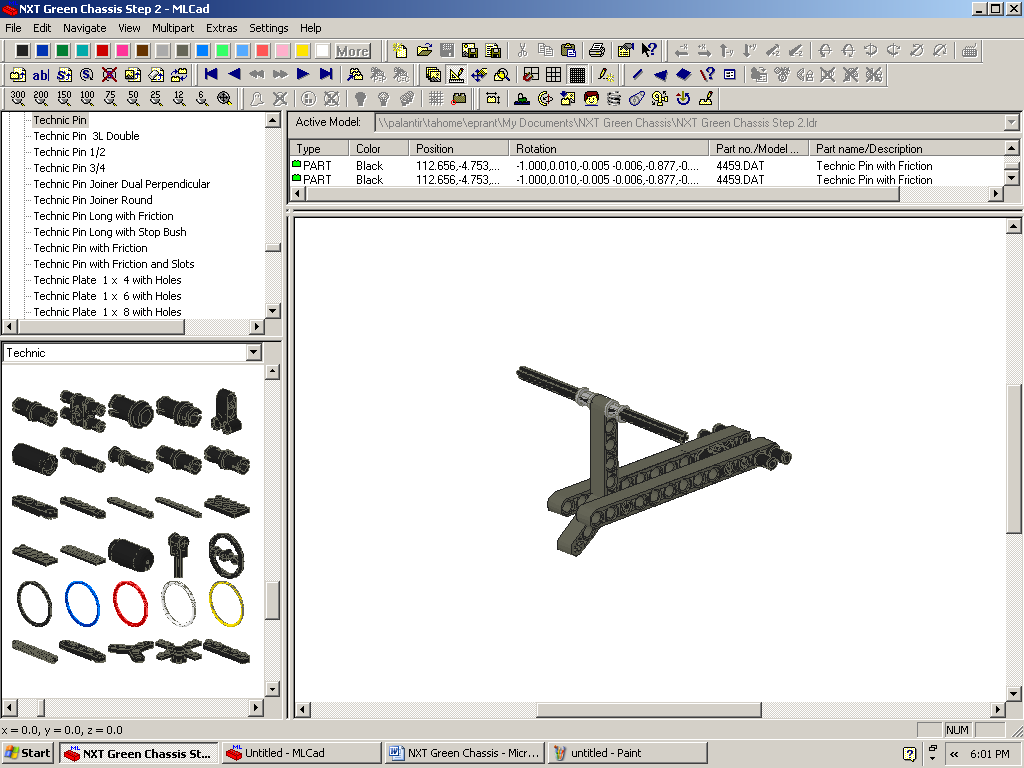 NXT Green Chassis Step 2 - MLCad
File Edit Navigate View Multipart Extras Settings Help
More
ab|
300 200 150 100 75 50 25 12 6
Technic Pin
Technic Pin 3L Double
Technic Pin 1/2
Technic Pin 3/4
Technic Pin Joiner Dual Perpendicular
Technic Pin Joiner Round
Technic Pin Long with Friction
Technic Pin Long with Stop Bush
Technic Pin with Friction
Technic Pin with Friction and Slots
Technic Plate 1 x 4 with Holes
Technic Plate 1 x 6 with Holes
Technic Plate 1 x 8 with Holes
Active Model: \\palantir\tahome\eprant\My Documents\NXT Green Chassis\NXT Green Chassis Step 2.ldr
Type Color Position Rotation Part no./Model ... Part name/Description
PART Black 112.656,-4.753,... -1.000,0.010,-0.005 -0.006,-0.877,-0.... 4459.DAT Technic Pin with Friction
PART Black 112.656,-4.753,... -1.000,0.010,-0.005 -0.006,-0.877,-0.... 4459.DAT Technic Pin with Friction
Technic
x = 0.0, y = 0.0, z = 0.0
NUM
Start
NXT Green Chassis St...
Untitled - MLCad
NXT Green Chassis - Micr...
untitled - Paint
6:01 PM